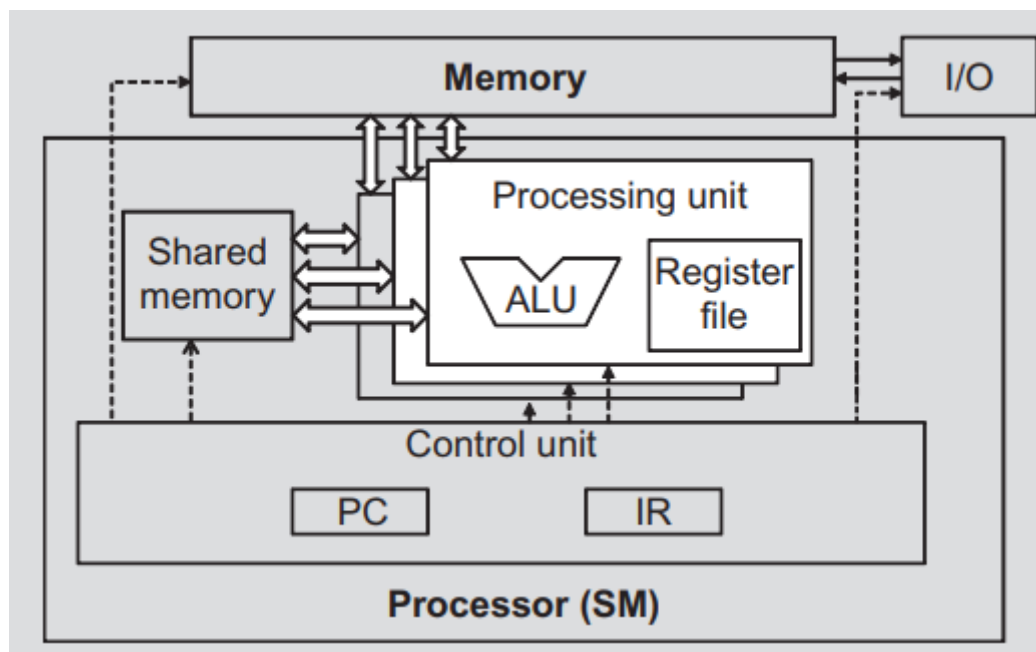 Memory
I/O
Processing unit
Shared
memory
ALU
Register
file
Control unit
PC
IR
Processor (SM)